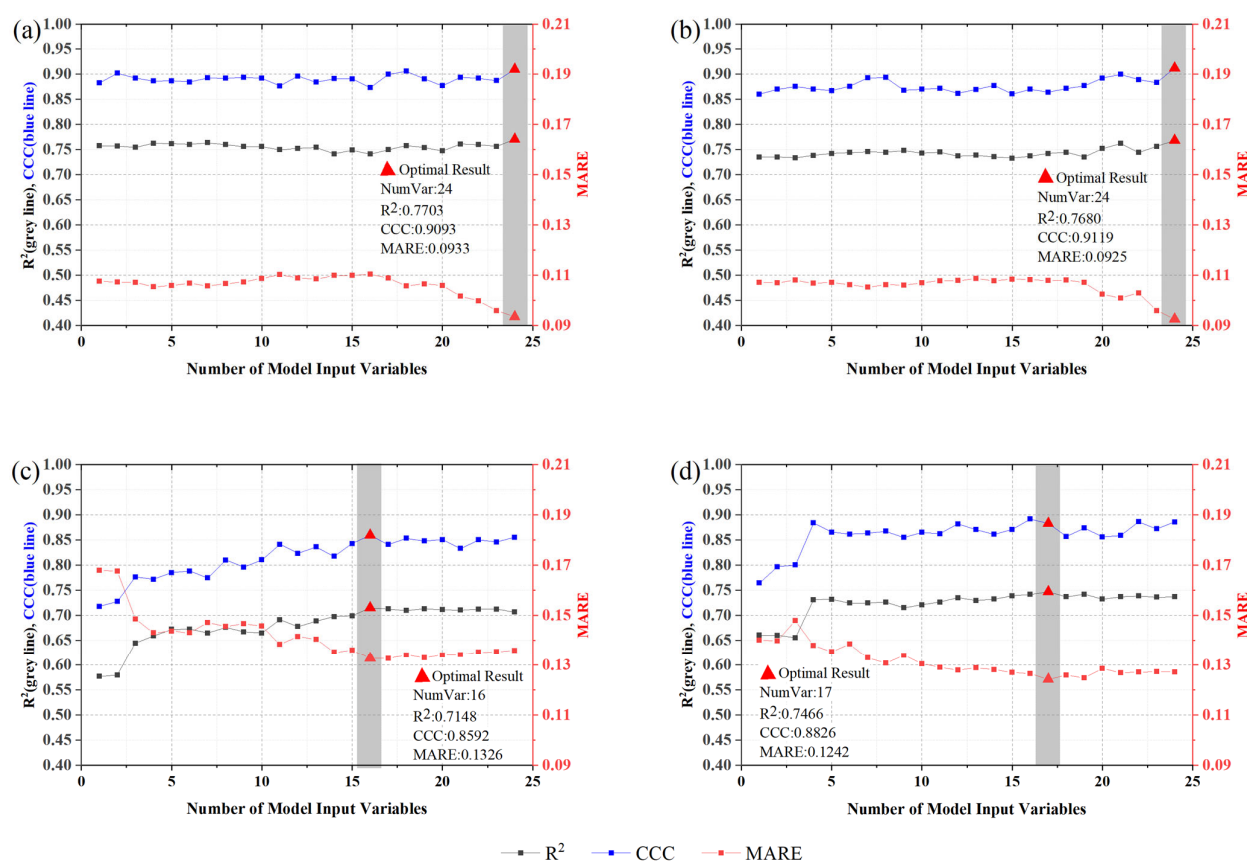 (a)
R²(grey line), CCC(blue line)
1.00
0.95
0.90
0.85
0.80
0.75
0.70
0.65
0.60
0.55
0.50
0.45
0.40
0.21
0.19
0.17
0.15
0.13
0.11
0.09
MARE
Optimal Result
NumVar:24
R²:0.7703
CCC:0.9093
MARE:0.0933
0 5 10 15 20 25
Number of Model Input Variables
(b)
R²(grey line), CCC(blue line)
1.00
0.95
0.90
0.85
0.80
0.75
0.70
0.65
0.60
0.55
0.50
0.45
0.40
0.21
0.19
0.17
0.15
0.13
0.11
0.09
MARE
Optimal Result
NumVar:24
R²:0.7680
CCC:0.9119
MARE:0.0925
0 5 10 15 20 25
Number of Model Input Variables
(c)
R²(grey line), CCC(blue line)
1.00
0.95
0.90
0.85
0.80
0.75
0.70
0.65
0.60
0.55
0.50
0.45
0.40
0.21
0.19
0.17
0.15
0.13
0.11
0.09
MARE
Optimal Result
NumVar:16
R²:0.7148
CCC:0.8592
MARE:0.1326
0 5 10 15 20 25
Number of Model Input Variables
(d)
R²(grey line), CCC(blue line)
1.00
0.95
0.90
0.85
0.80
0.75
0.70
0.65
0.60
0.55
0.50
0.45
0.40
0.21
0.19
0.17
0.15
0.13
0.11
0.09
MARE
Optimal Result
NumVar:17
R²:0.7466
CCC:0.8826
MARE:0.1242
0 5 10 15 20 25
Number of Model Input Variables
R² CCC MARE